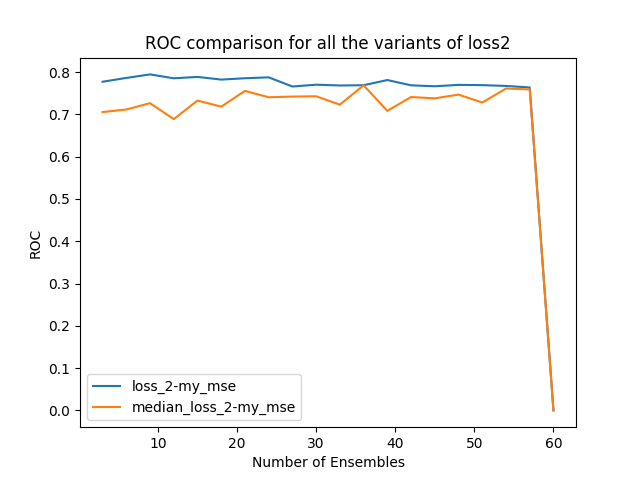 ROC comparison for all the variants of loss2
0.8
0.7
0.6
0.5
0.4
0.3
0.2
0.1
0.0
ROC
loss_2-my_mse
median_loss_2-my_mse
10 20 30 40 50 60
Number of Ensembles